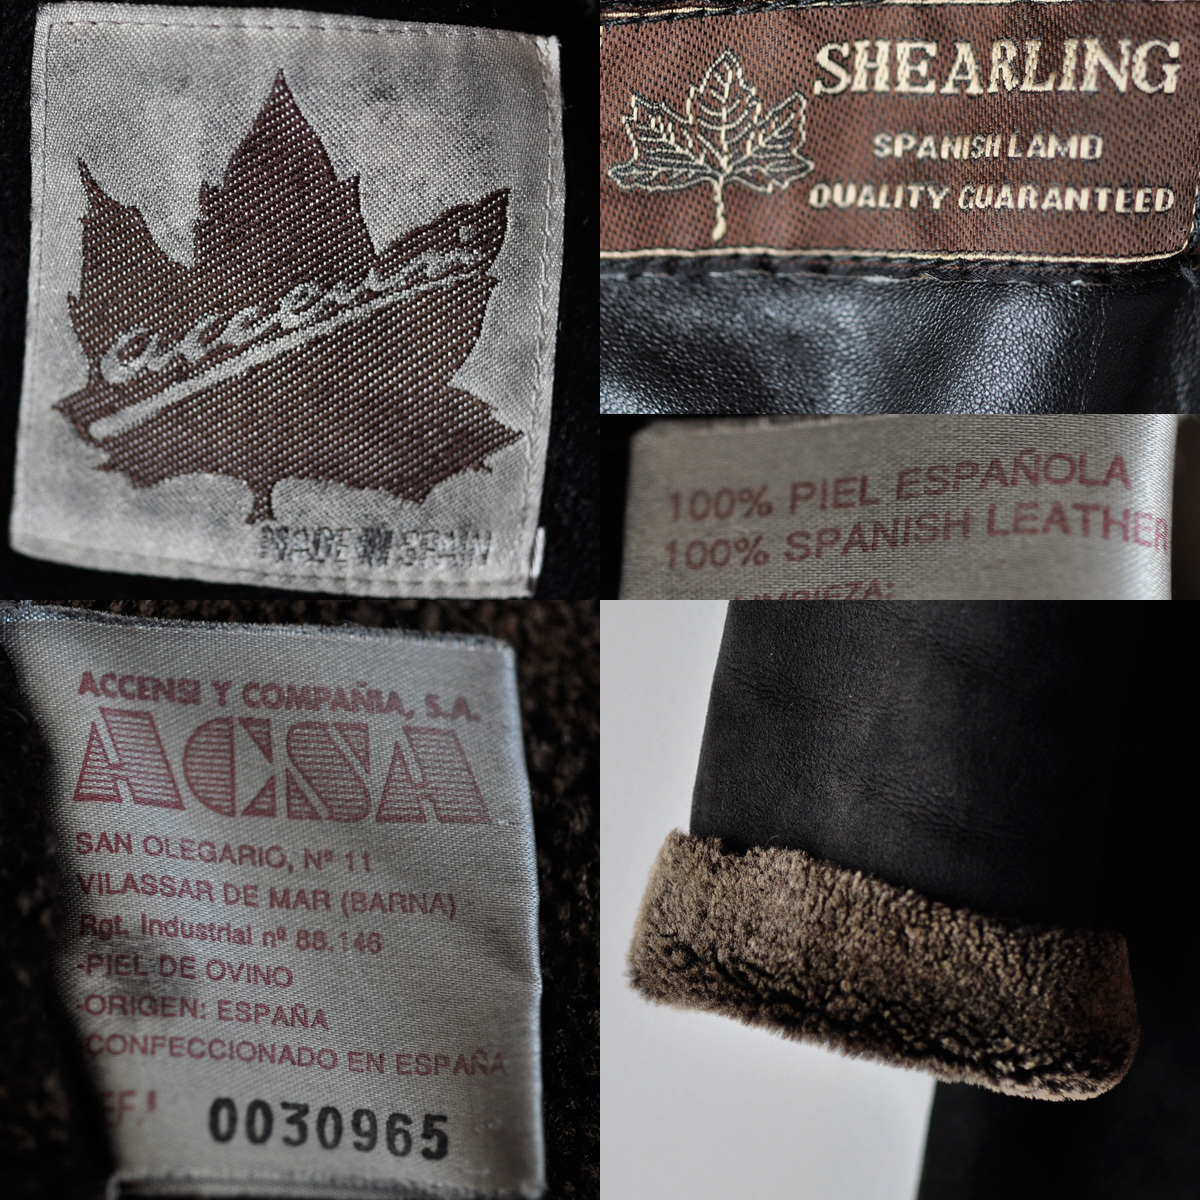 accensi
MADE IN SPAIN
SHEARLING
SPANISH LAMB
QUALITY GUARANTEED
100% PIEL ESPAÑOLA
100% SPANISH LEATHER
LIMPIEZA:
ACCENSI Y COMPAÑIA, S.A.
ACSA
SAN OLEGARIO, Nº 11
VILASSAR DE MAR (BARNA)
Rgt. Industrial nº 88.146
-PIEL DE OVINO
-ORIGEN: ESPAÑA
CONFECCIONADO EN ESPAÑA
0030965